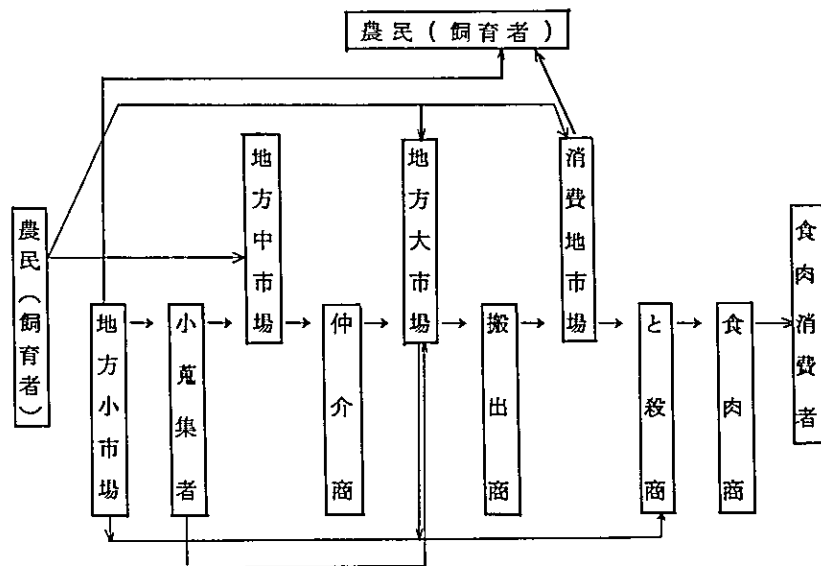 農民(飼育者)
農民(飼育者)
地方小市場
小蒐集者
地方中市場
仲介商
地方大市場
搬出商
消費地市場
と殺商
食肉商
食肉消費者